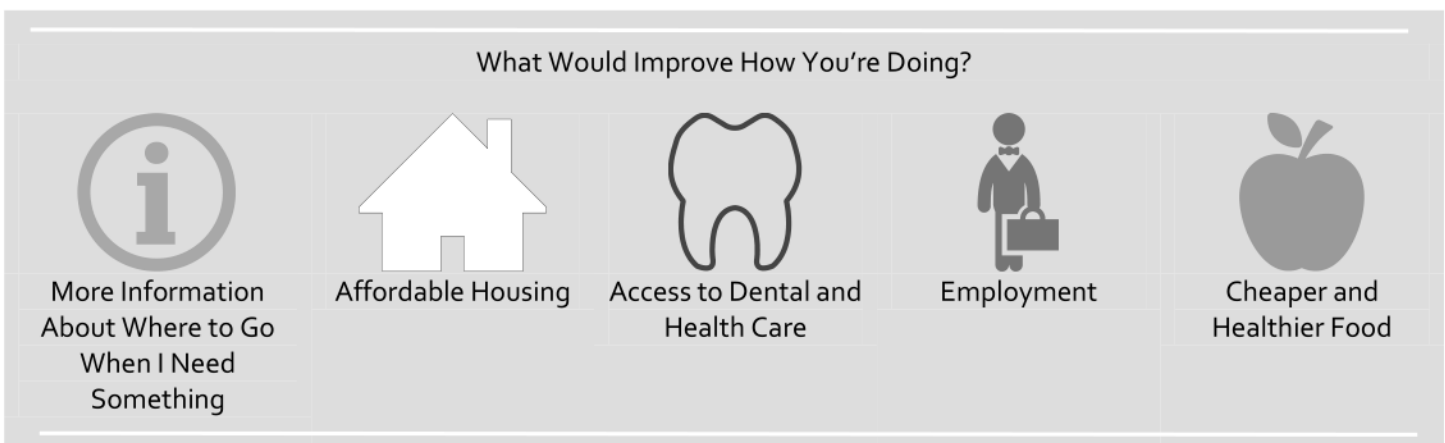 What Would Improve How You're Doing?
More Information
About Where to Go
When I Need
Something
Affordable Housing
Access to Dental and
Health Care
Employment
Cheaper and
Healthier Food